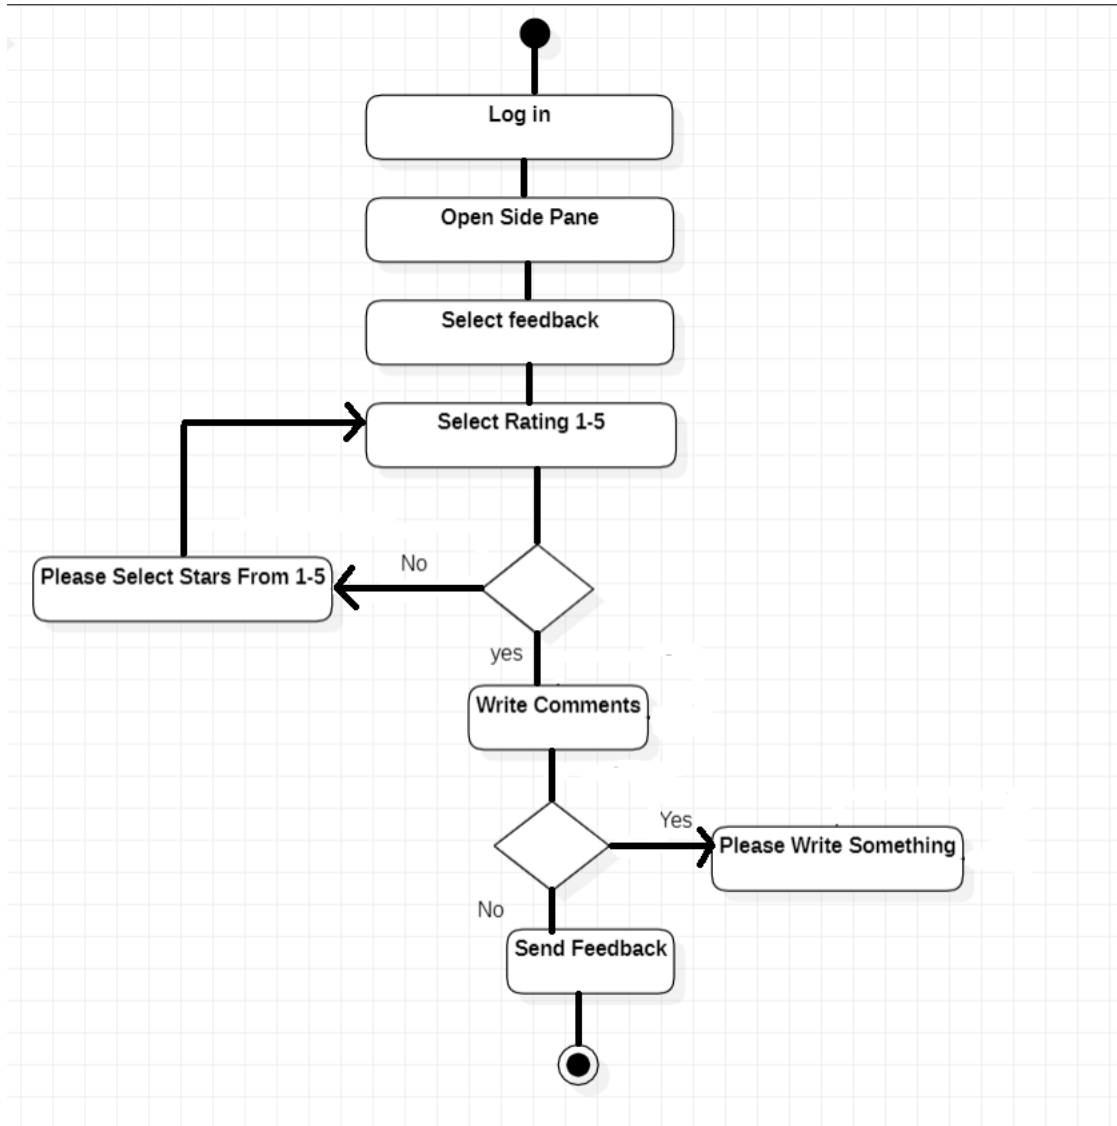 Log in
Open Side Pane
Select feedback
Select Rating 1-5
No
Please Select Stars From 1-5
yes
Write Comments
Yes
Please Write Something
No
Send Feedback